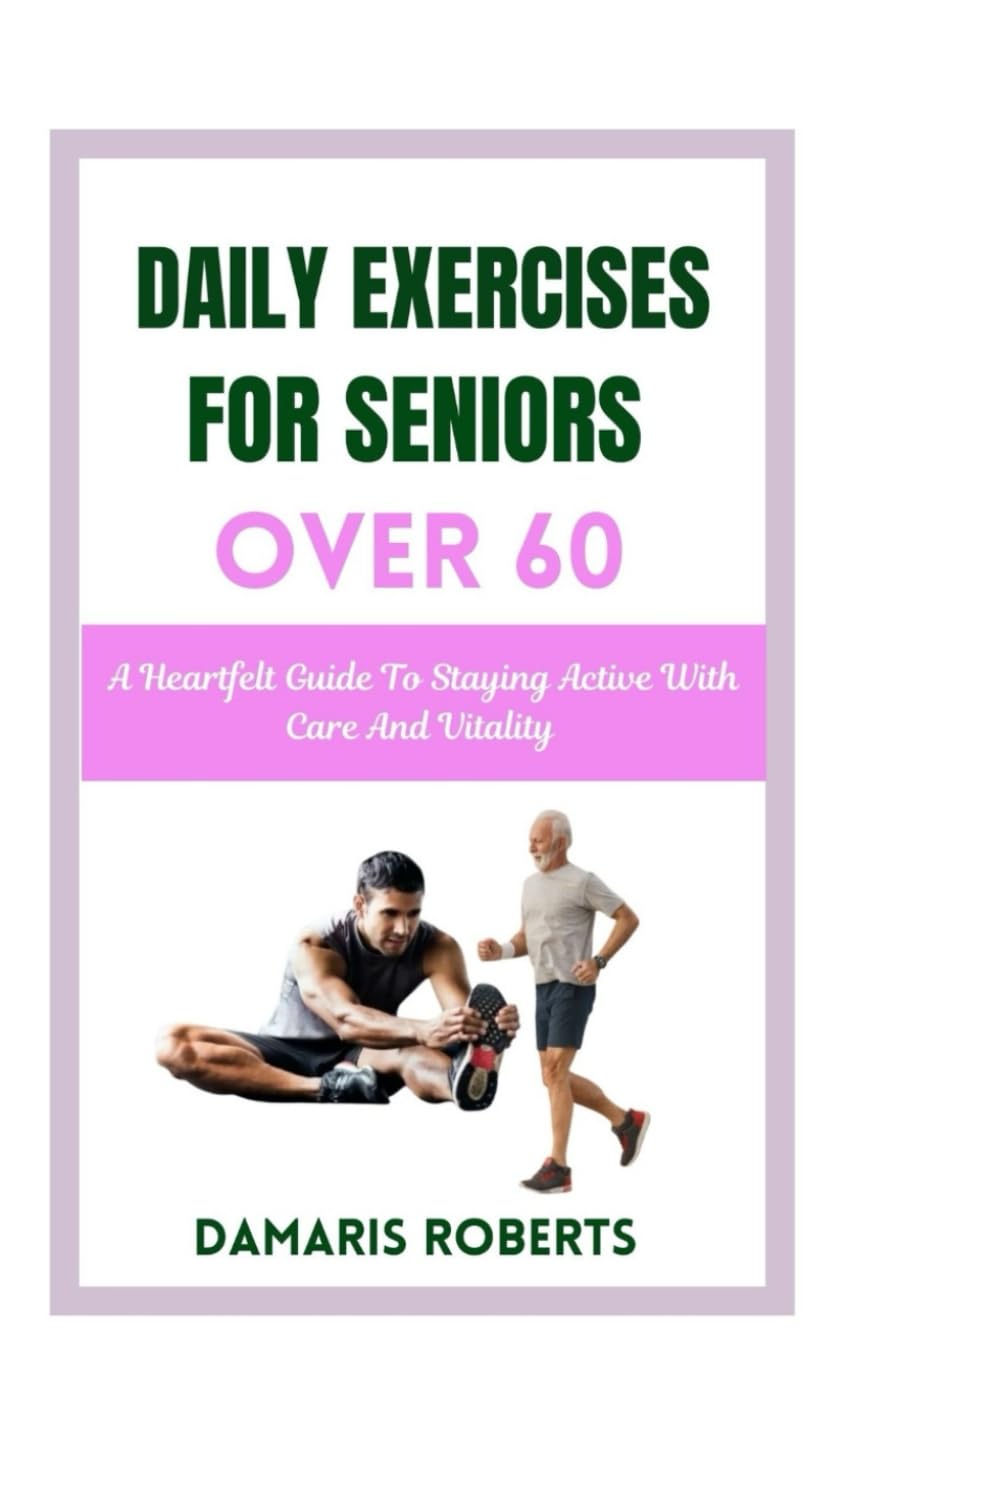 DAILY EXERCISES
FOR SENIORS
OVER 60
A Heartfelt Guide To Staying Active With
Care And Vitality
DAMARIS ROBERTS